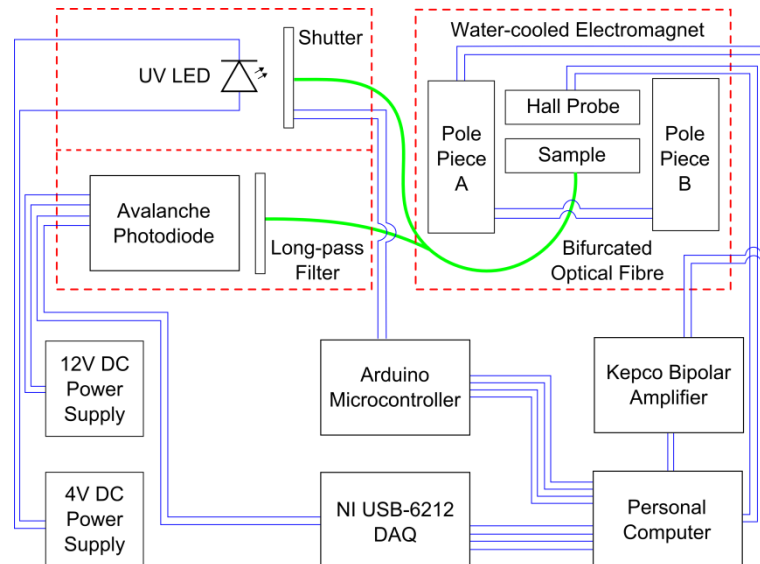 Shutter
UV LED
Water-cooled Electromagnet
Pole
Piece
A
Hall Probe
Sample
Pole
Piece
B
Avalanche
Photodiode
Long-pass
Filter
Bifurcated
Optical Fibre
12V DC
Power
Supply
Arduino
Microcontroller
Kepco Bipolar
Amplifier
4V DC
Power
Supply
NI USB-6212
DAQ
Personal
Computer